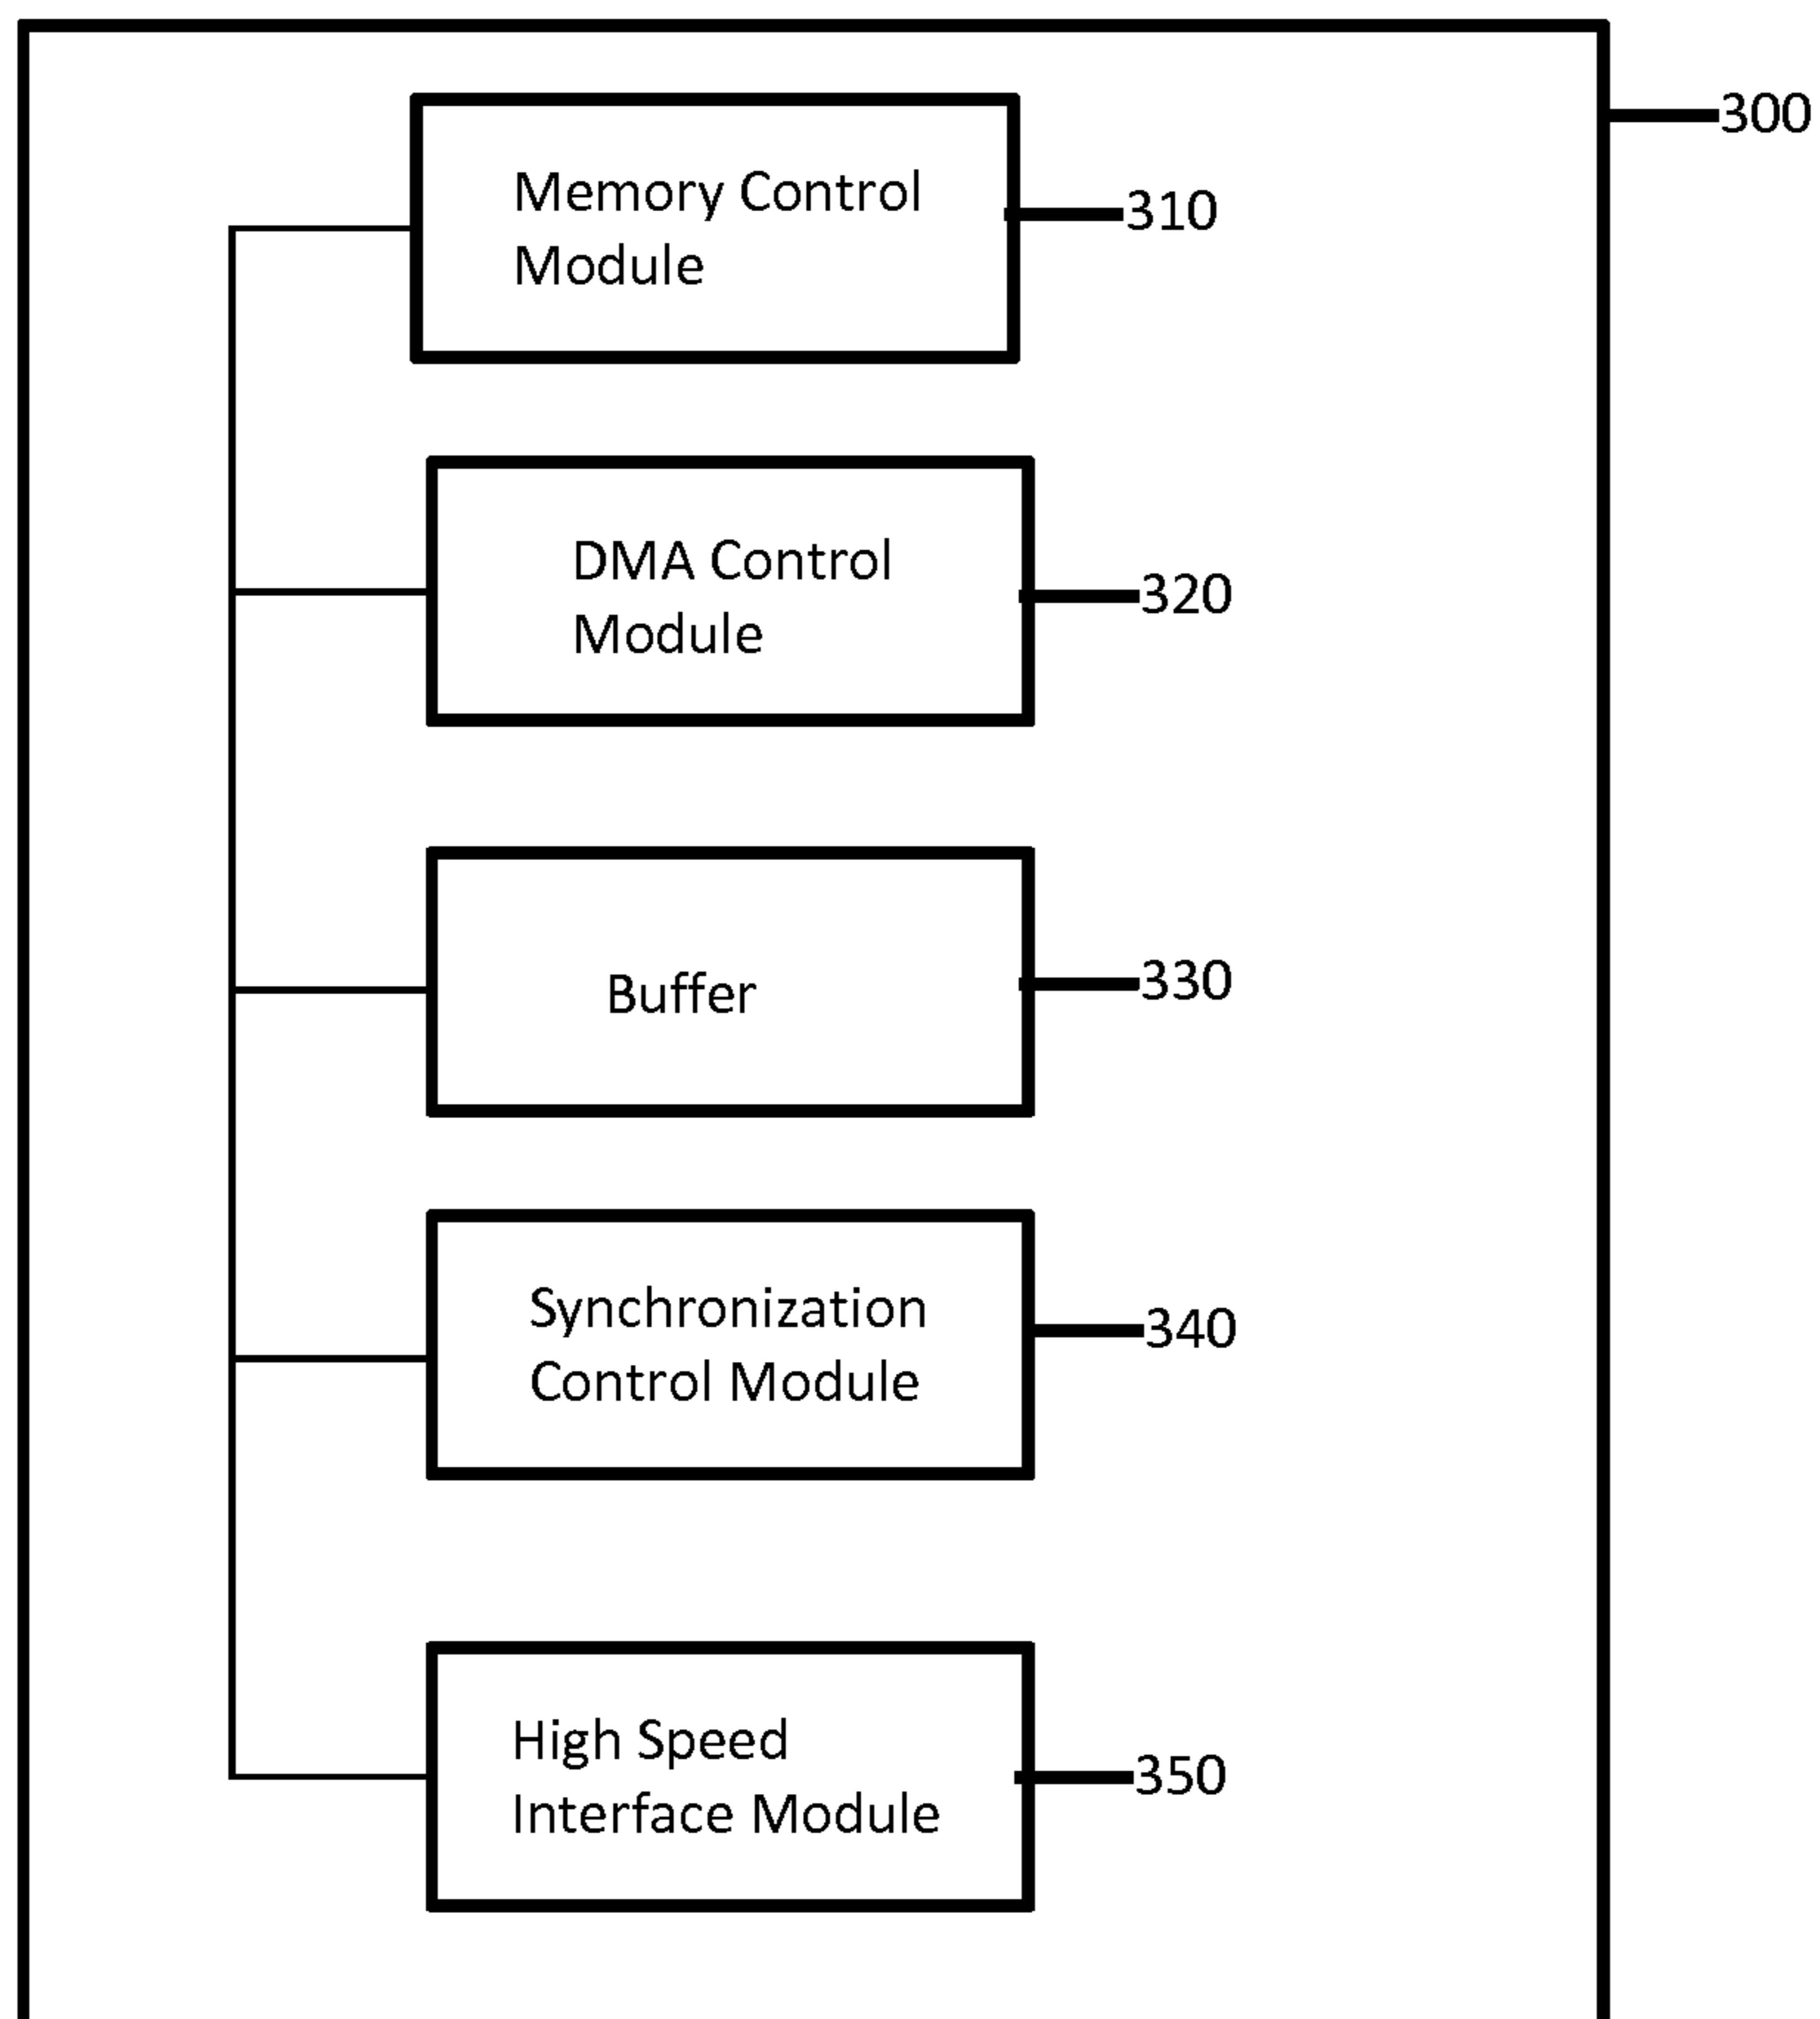 300
Memory Control
Module
310
DMA Control
Module
320
Buffer
330
Synchronization
Control Module
340
High Speed
Interface Module
350